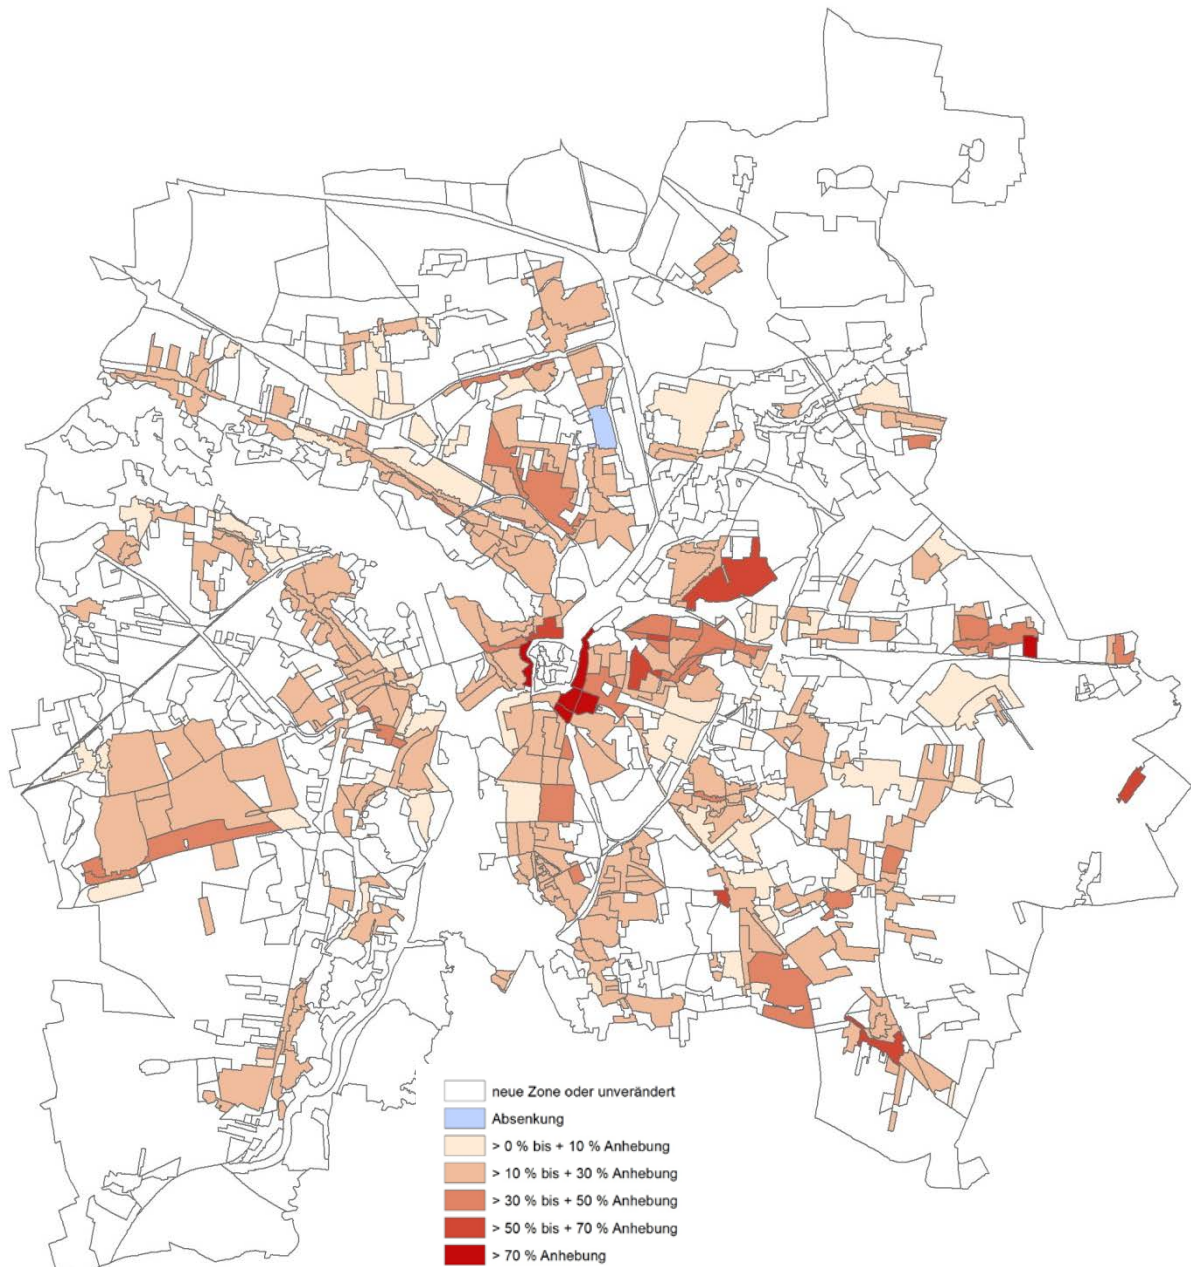 neue Zone oder unverändert
Absenkung
> 0 % bis + 10 % Anhebung
> 10 % bis + 30 % Anhebung
> 30 % bis + 50 % Anhebung
> 50 % bis + 70 % Anhebung
> 70 % Anhebung